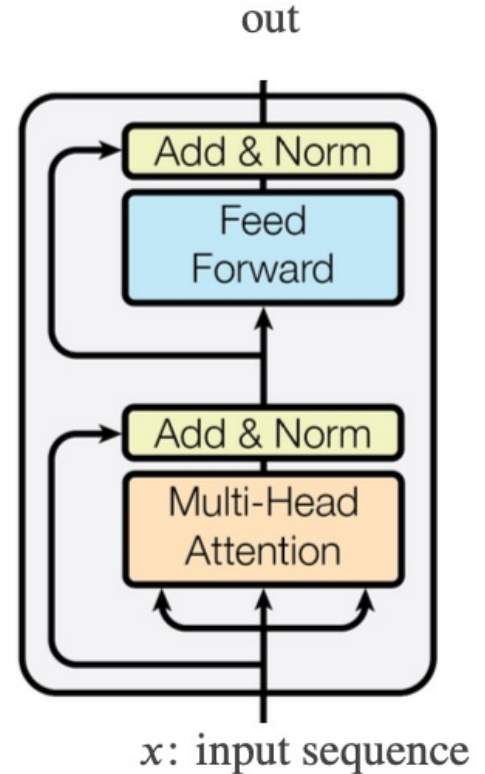 out
Add & Norm
Feed
Forward
Add & Norm
Multi-Head
Attention
x: input sequence